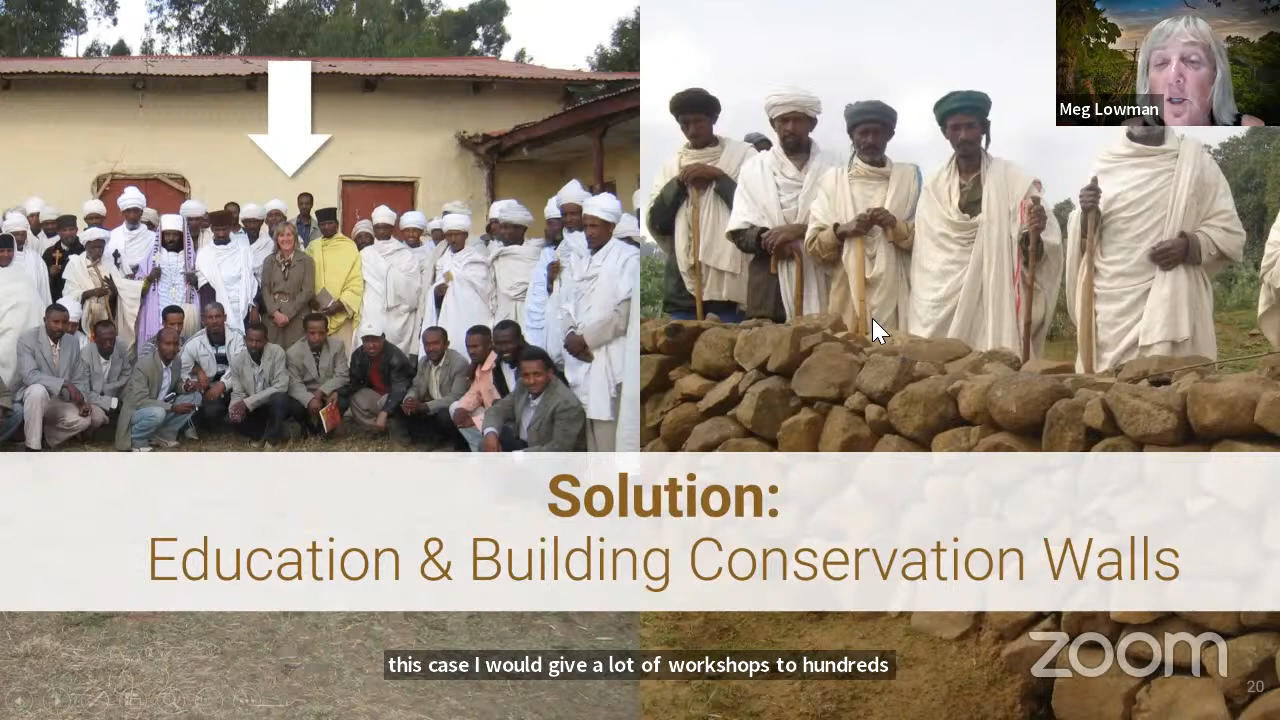 Meg Lowman
Solution:
Education & Building Conservation Walls
this case I would give a lot of workshops to hundreds
zoom
20